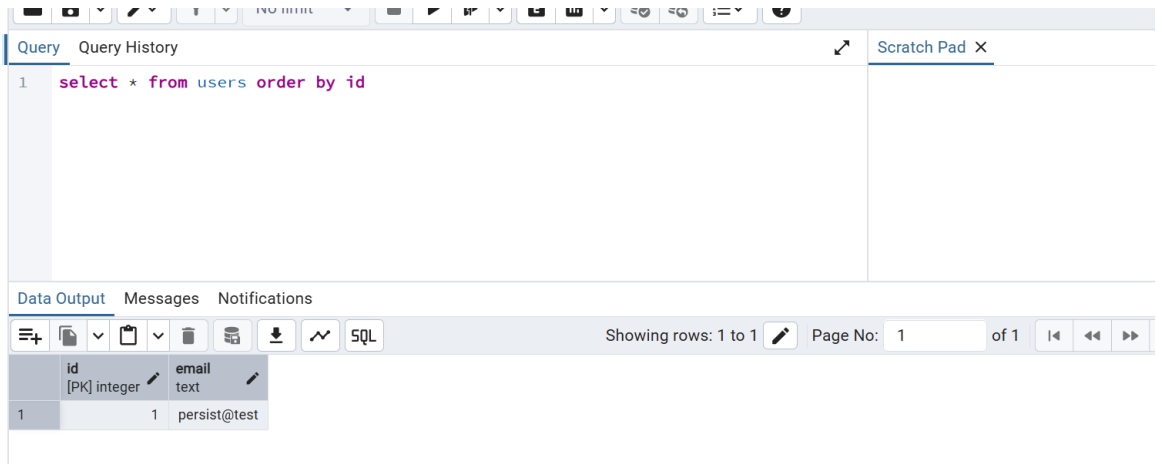 No limit
Query Query History
Scratch Pad
1 select * from users order by id
Data Output Messages Notifications
SQL Showing rows: 1 to 1 Page No: 1 of 1
id email
[PK] integer text
1 1 persist@test